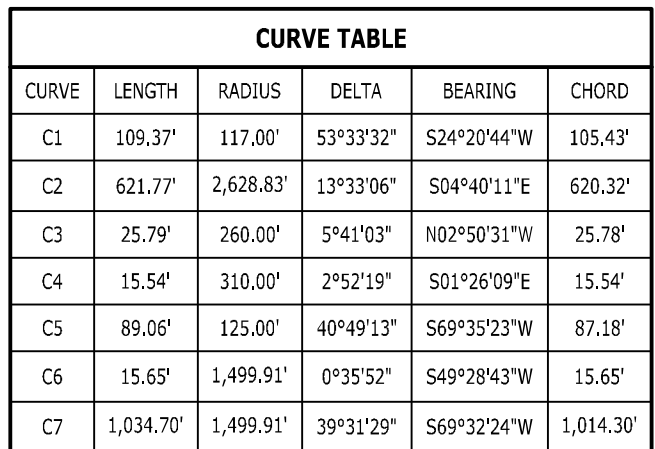 CURVE TABLE
CURVE LENGTH RADIUS DELTA BEARING CHORD
C1 109.37' 117.00' 53°33'32" S24°20'44"W 105.43'
C2 621.77' 2,628.83' 13°33'06" S04°40'11"E 620.32'
C3 25.79' 260.00' 5°41'03" N02°50'31"W 25.78'
C4 15.54' 310.00' 2°52'19" S01°26'09"E 15.54'
C5 89.06' 125.00' 40°49'13" S69°35'23"W 87.18'
C6 15.65' 1,499.91' 0°35'52" S49°28'43"W 15.65'
C7 1,034.70' 1,499.91' 39°31'29" S69°32'24"W 1,014.30'